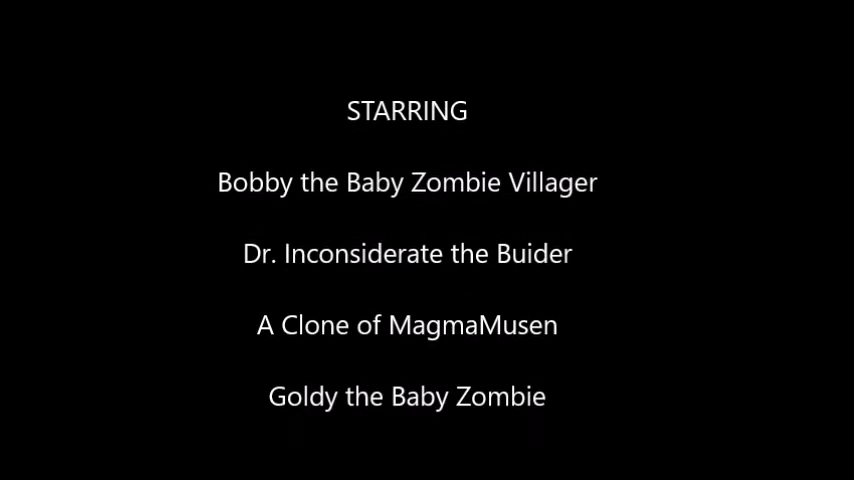 STARRING
Bobby the Baby Zombie Villager
Dr. Inconsiderate the Buider
A Clone of MagmaMusen
Goldy the Baby Zombie